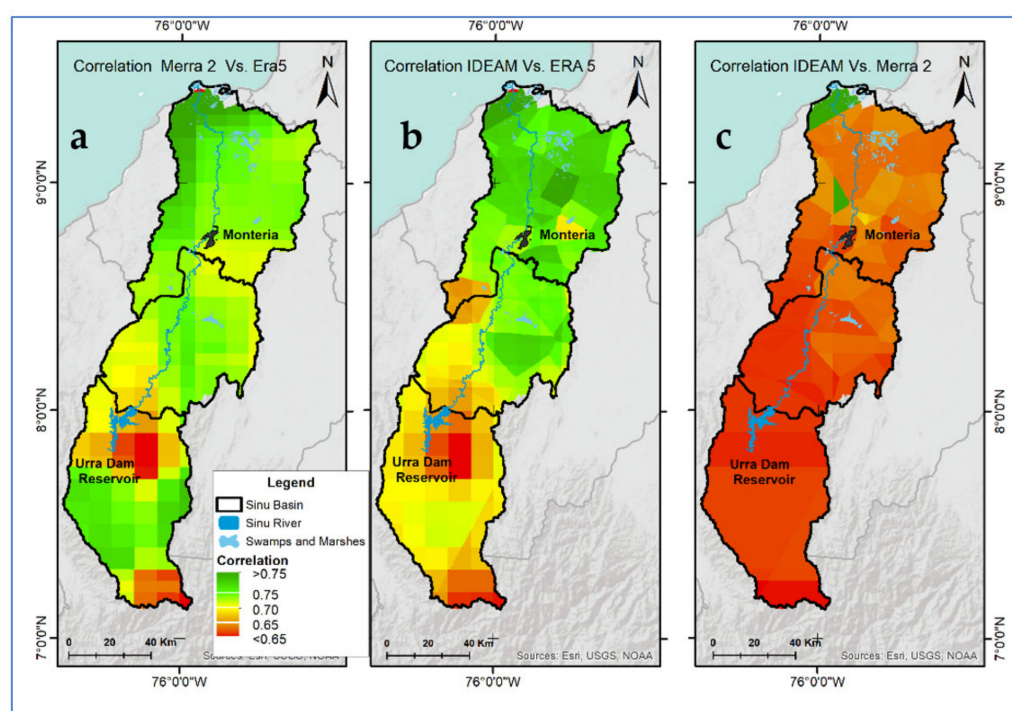 76°0'0"W
76°0'0"W
76°0'0"W
Correlation Merra 2 Vs. Era5
N
a
Monteria
Urra Dam
Reservoir
Legend
Sinu Basin
Sinu River
Swamps and Marshes
Correlation
>0.75
0.75
0.70
0.65
<0.65
0 20 40 Km
Sources: Esri, USGS, NOAA
Correlation IDEAM Vs. ERA 5
N
b
Monteria
Urra Dam
Reservoir
0 20 40 Km
Sources: Esri, USGS, NOAA
Correlation IDEAM Vs. Merra 2
N
c
Monteria
Urra Dam
Reservoir
0 20 40 Km
Sources: Esri, USGS, NOAA
9°0'0"N
8°0'0"N
7°0'0"N
9°0'0"N
8°0'0"N
7°0'0"N
76°0'0"W
76°0'0"W
76°0'0"W